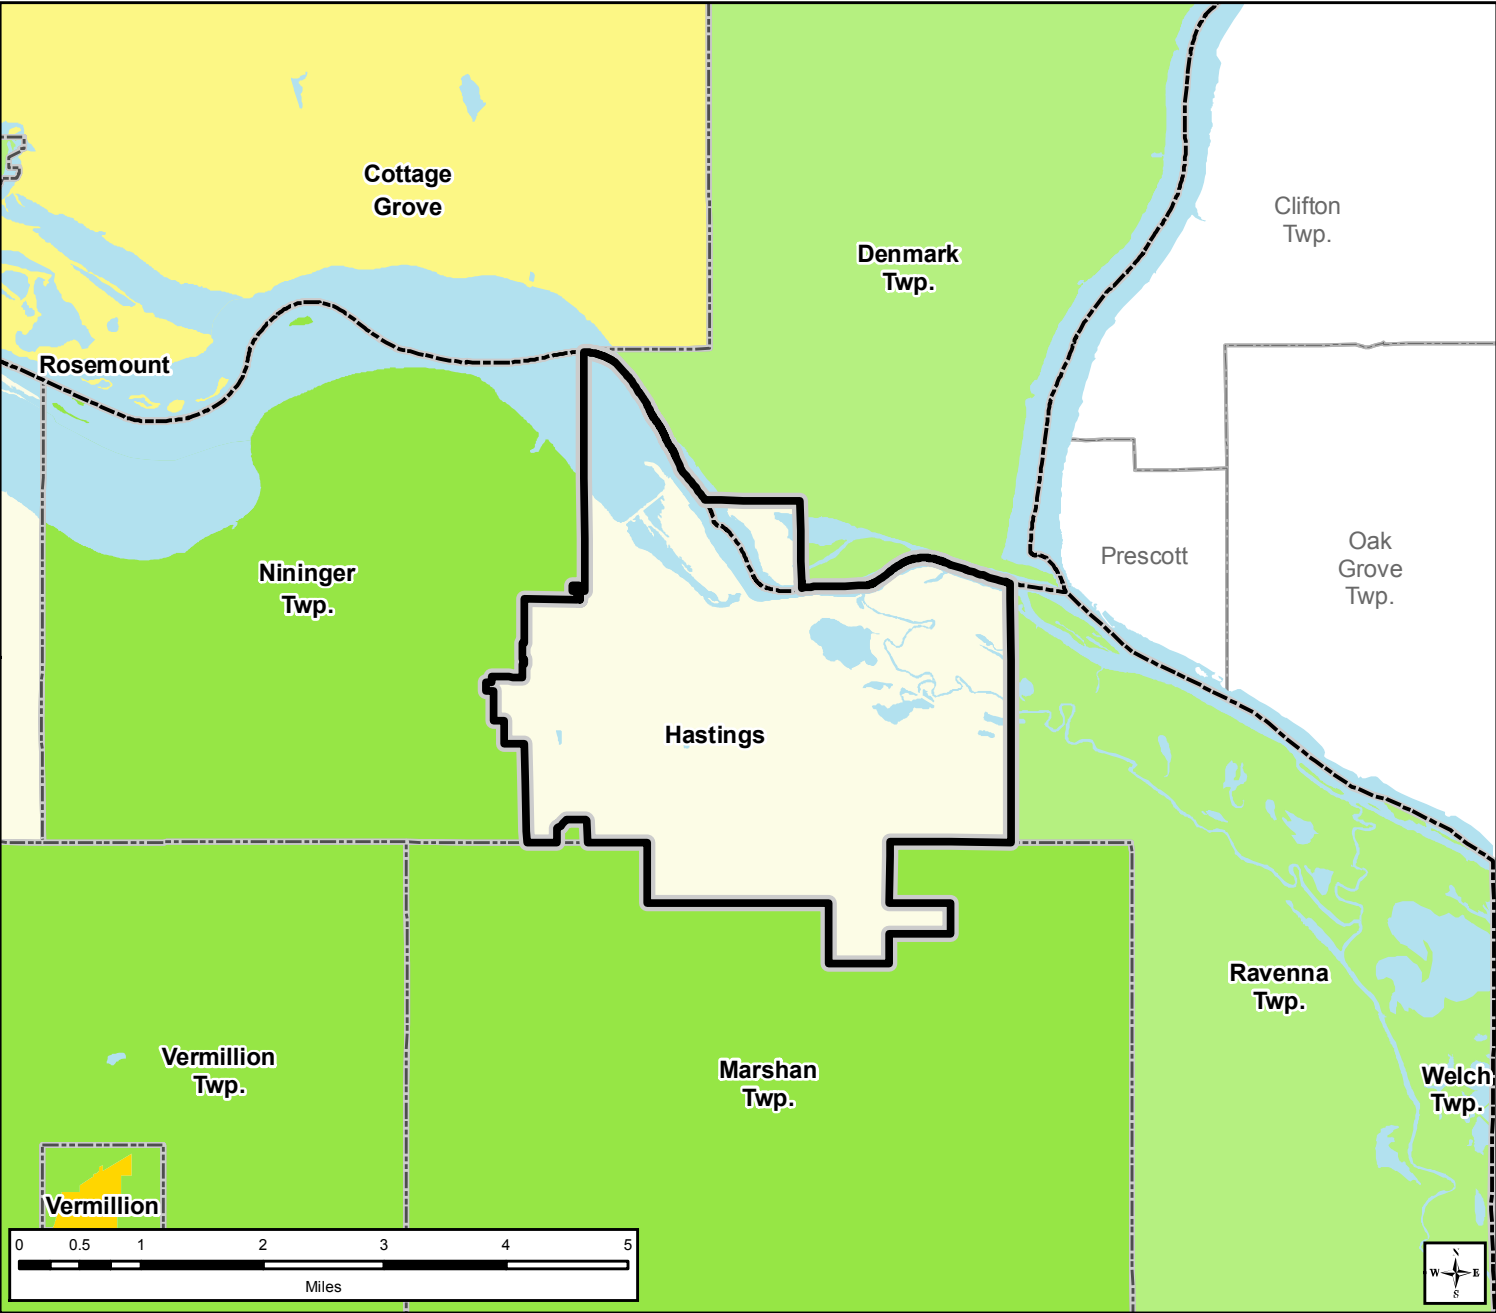 Cottage
Grove
Clifton
Twp.
Denmark
Twp.
Rosemount
Prescott
Oak
Grove
Twp.
Nininger
Twp.
Hastings
Ravenna
Twp.
Vermillion
Twp.
Marshan
Twp.
Welch
Twp.
Vermillion
0 0.5 1 2 3 4 5
Miles
N
W E
S